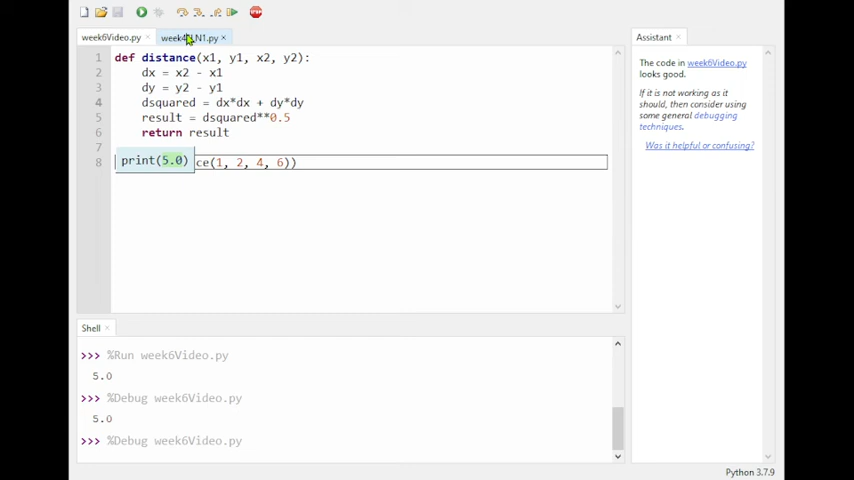 week6Video.py ×
.py ×
Assistant ×
1 def distance(x1, y1, x2, y2):
2 dx = x2 - x1
3 dy = y2 - y1
4 dsquared = dx*dx + dy*dy
5 result = dsquared**0.5
6 return result
7
8 print(5.0) ce(1, 2, 4, 6))
The code in week6Video.py
looks good.
If it is not working as it
should, then consider using
some general debugging
techniques.
Was it helpful or confusing?
Shell ×
>>> %Run week6Video.py
5.0
>>> %Debug week6Video.py
5.0
>>> %Debug week6Video.py
Python 3.7.9